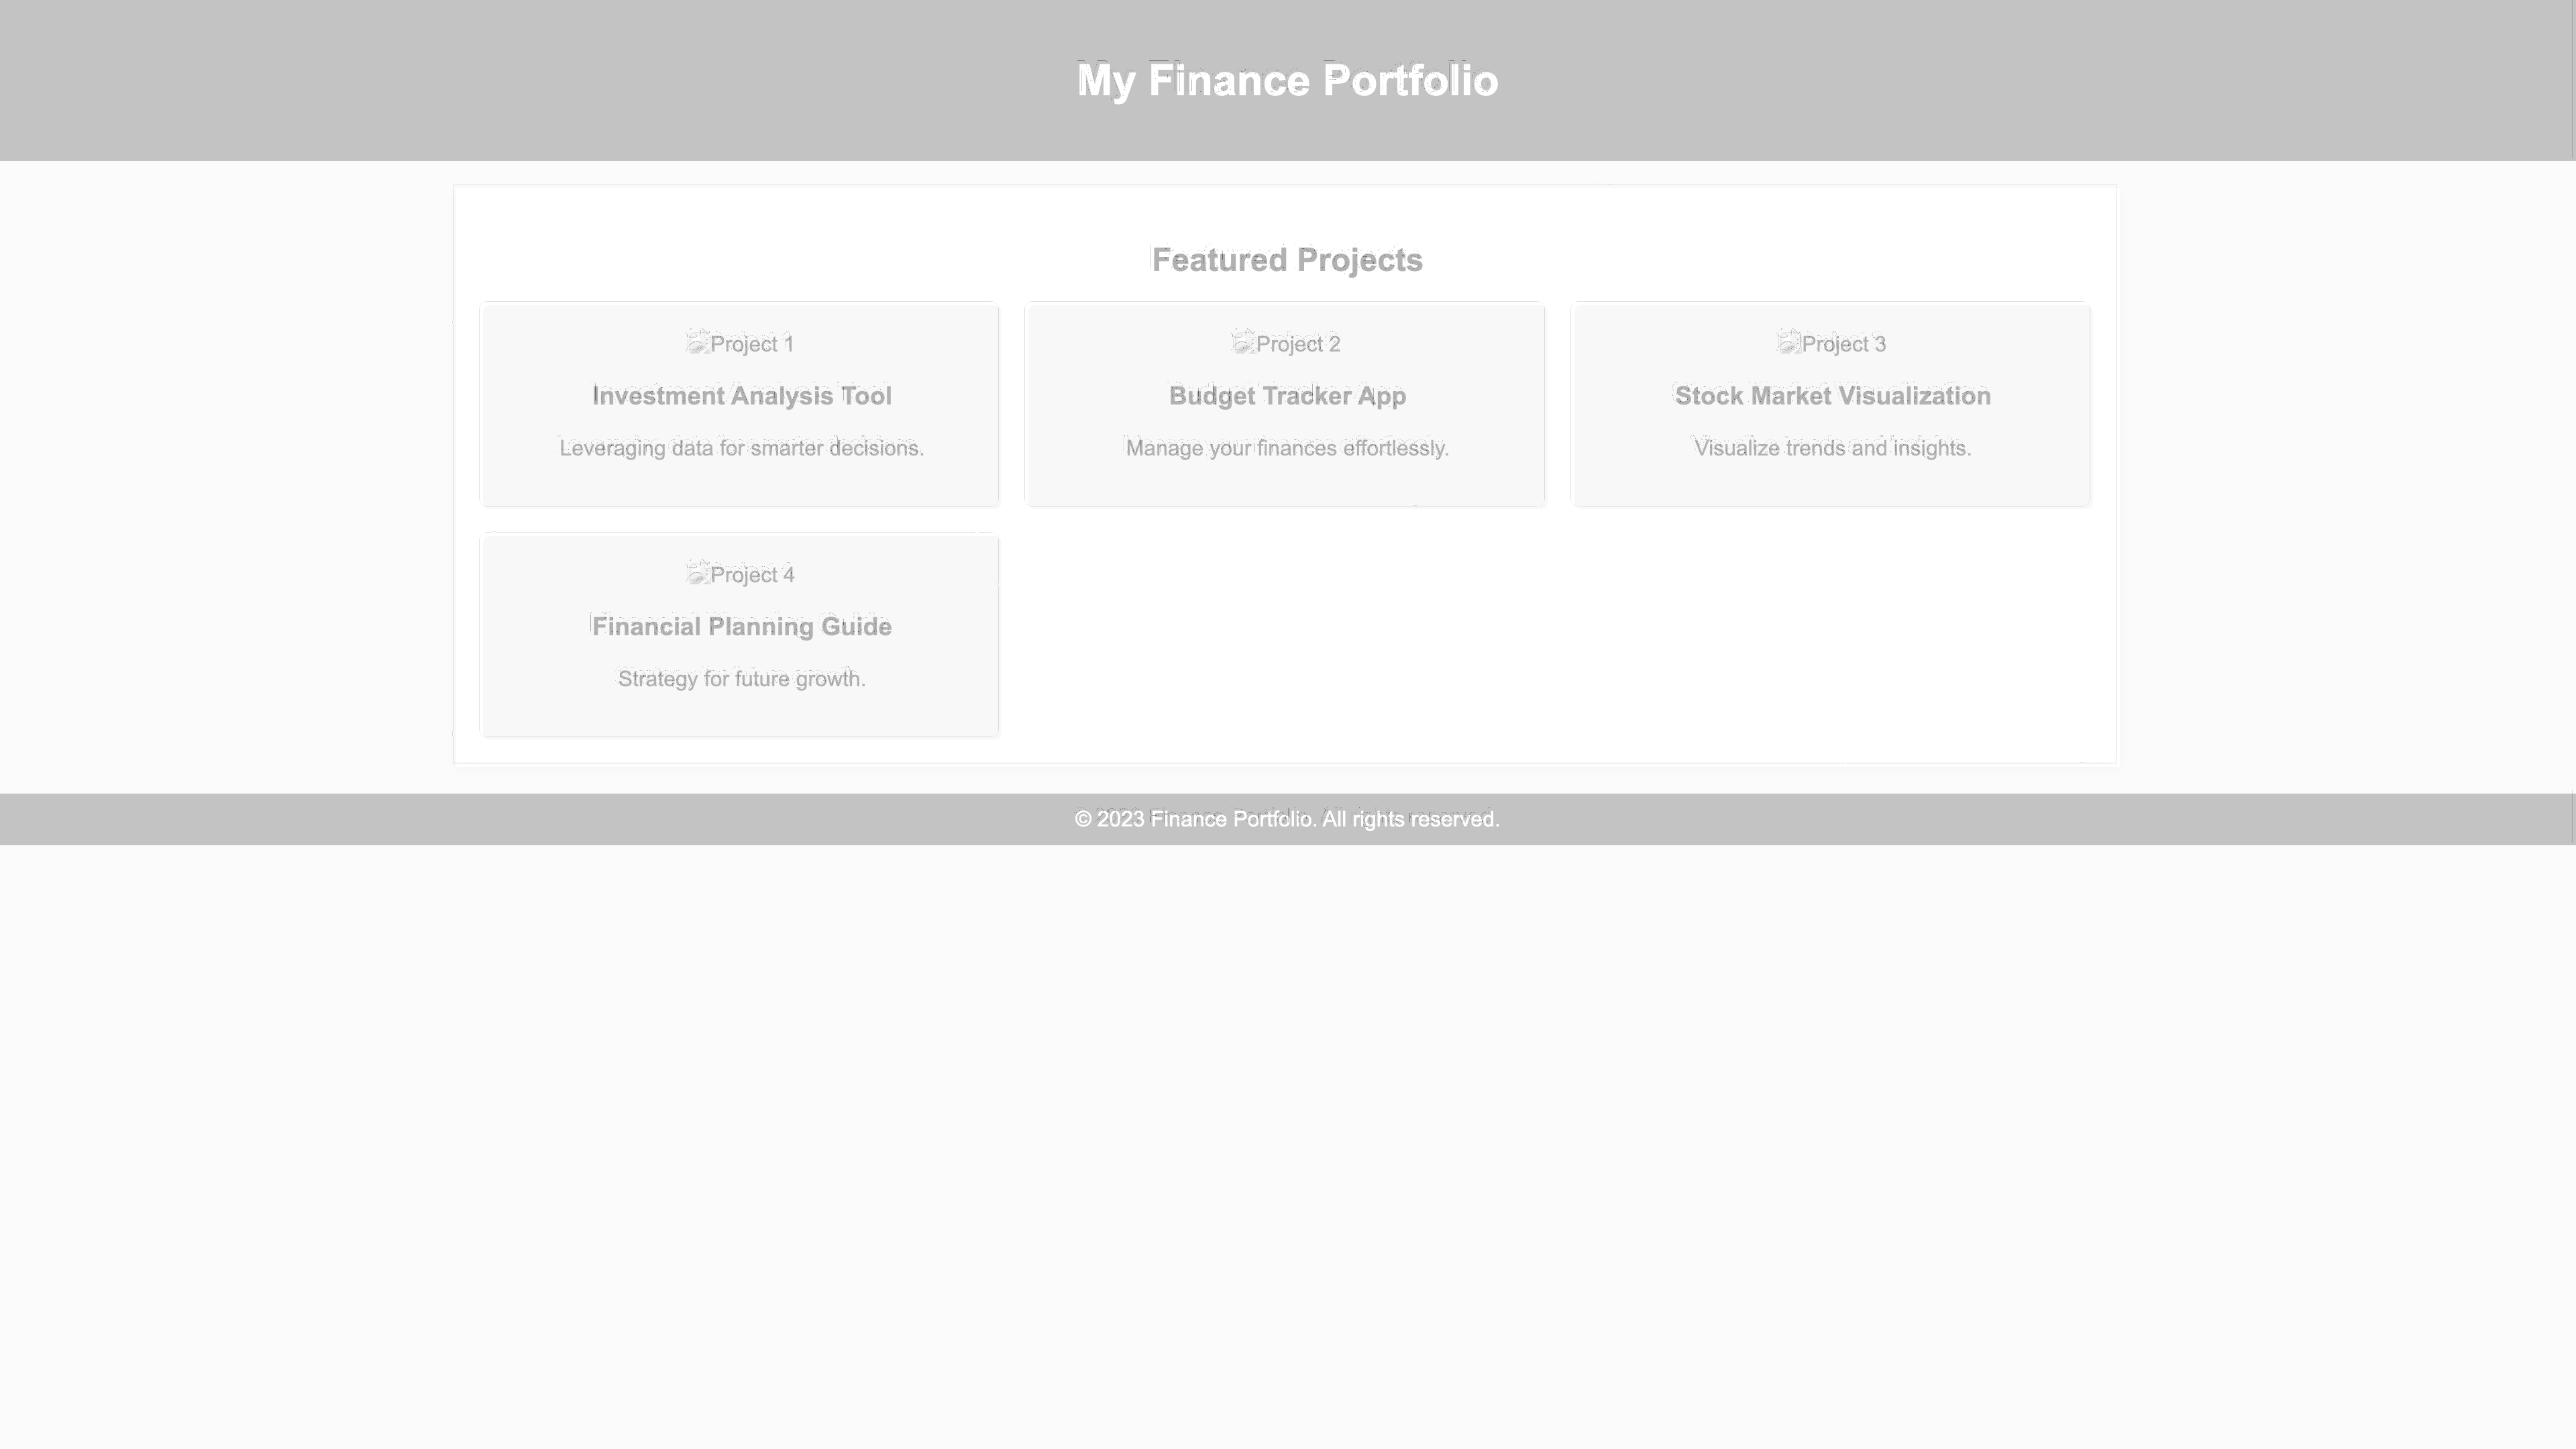 My Finance Portfolio
Featured Projects
Project 1
Investment Analysis Tool
Leveraging data for smarter decisions.
Project 2
Budget Tracker App
Manage your finances effortlessly.
Project 3
Stock Market Visualization
Visualize trends and insights.
Project 4
Financial Planning Guide
Strategy for future growth.
© 2023 Finance Portfolio. All rights reserved.